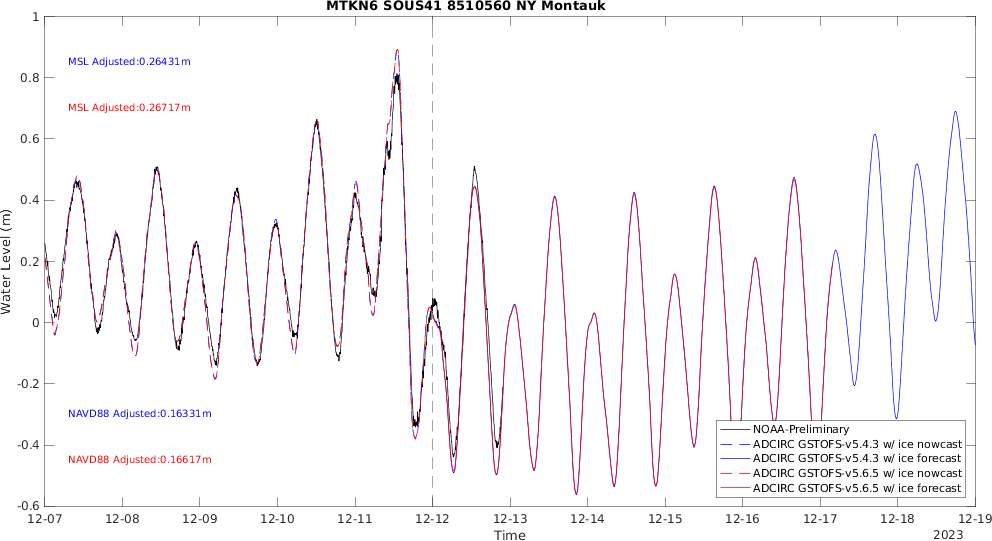 MTKN6 SOUS41 8510560 NY Montauk
1
0.8
0.6
0.4
0.2
0
-0.2
-0.4
-0.6
Water Level (m)
MSL Adjusted:0.26431m
MSL Adjusted:0.26717m
NAVD88 Adjusted:0.16331m
NAVD88 Adjusted:0.16617m
NOAA-Preliminary
ADCIRC GSTOFS-v5.4.3 w/ ice nowcast
ADCIRC GSTOFS-v5.4.3 w/ ice forecast
ADCIRC GSTOFS-v5.6.5 w/ ice nowcast
ADCIRC GSTOFS-v5.6.5 w/ ice forecast
12-07 12-08 12-09 12-10 12-11 12-12 12-13 12-14 12-15 12-16 12-17 12-18 12-19
Time
2023